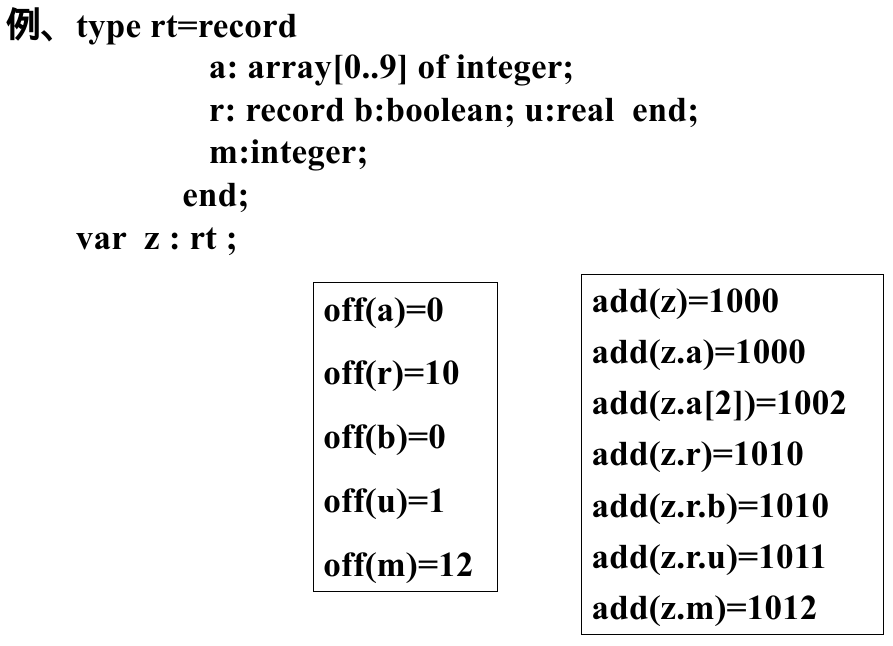 例、type rt=record
a: array[0..9] of integer;
r: record b:boolean; u:real end;
m:integer;
end;
var z : rt ;
off(a)=0
off(r)=10
off(b)=0
off(u)=1
off(m)=12
add(z)=1000
add(z.a)=1000
add(z.a[2])=1002
add(z.r)=1010
add(z.r.b)=1010
add(z.r.u)=1011
add(z.m)=1012